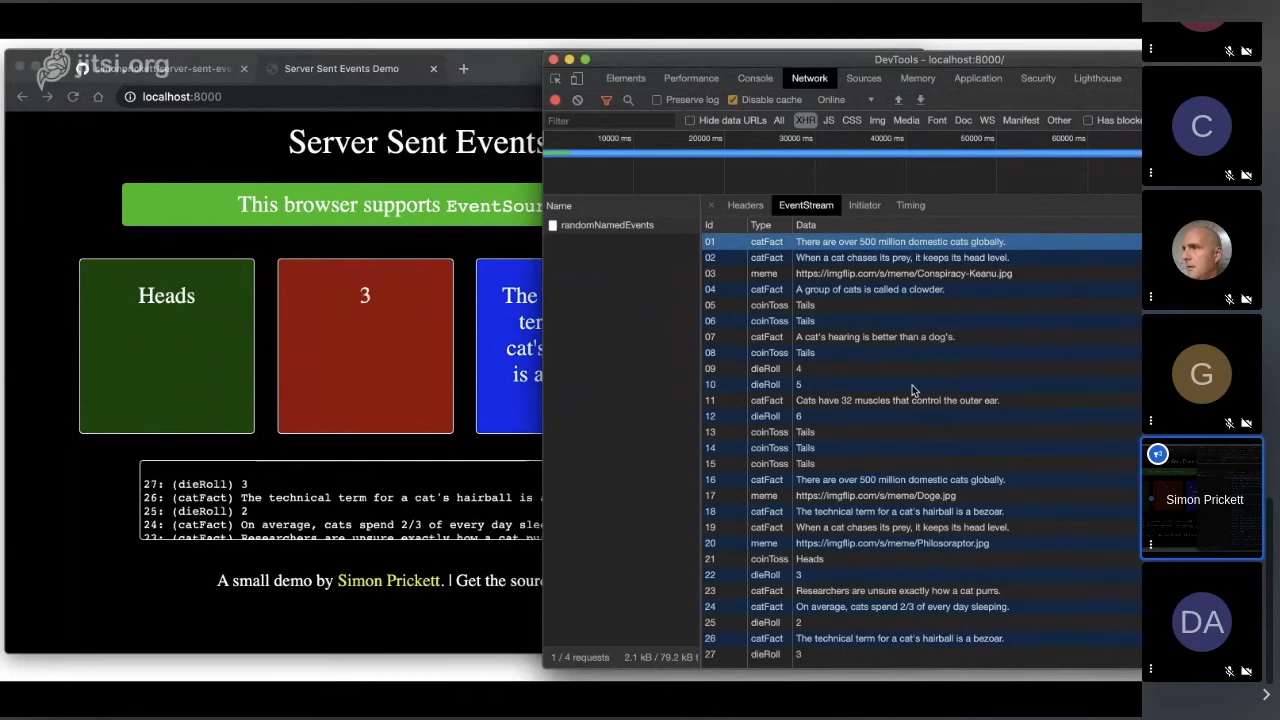 jitsi.org
simonprickett/server-sent-eve
Server Sent Events Demo
localhost:8000
Server Sent Events
This browser supports EventSour
Heads
3
The
ter
cat's
is a
27: (dieRoll) 3
26: (catFact) The technical term for a cat's hairball is a
25: (dieRoll) 2
24: (catFact) On average, cats spend 2/3 of every day slee
23: (catFact) Researchers are unsure exactly how a cat pur
A small demo by Simon Prickett. | Get the sour
DevTools - localhost:8000/
Elements Performance Console Network Sources Memory Application Security Lighthouse
Preserve log Disable cache Online
Filter Hide data URLs All XHR JS CSS Img Media Font Doc WS Manifest Other Has blocke
10000 ms 20000 ms 30000 ms 40000 ms 50000 ms 60000 ms
Name
randomNamedEvents
× Headers EventStream Initiator Timing
Id Type Data
01 catFact There are over 500 million domestic cats globally.
02 catFact When a cat chases its prey, it keeps its head level.
03 meme https://imgflip.com/s/meme/Conspiracy-Keanu.jpg
04 catFact A group of cats is called a clowder.
05 coinToss Tails
06 coinToss Tails
07 catFact A cat's hearing is better than a dog's.
08 coinToss Tails
09 dieRoll 4
10 dieRoll 5
11 catFact Cats have 32 muscles that control the outer ear.
12 dieRoll 6
13 coinToss Tails
14 coinToss Tails
15 coinToss Tails
16 catFact There are over 500 million domestic cats globally.
17 meme https://imgflip.com/s/meme/Doge.jpg
18 catFact The technical term for a cat's hairball is a bezoar.
19 catFact When a cat chases its prey, it keeps its head level.
20 meme https://imgflip.com/s/meme/Philosoraptor.jpg
21 coinToss Heads
22 dieRoll 3
23 catFact Researchers are unsure exactly how a cat purrs.
24 catFact On average, cats spend 2/3 of every day sleeping.
25 dieRoll 2
26 catFact The technical term for a cat's hairball is a bezoar.
27 dieRoll 3
1 / 4 requests 2.1 kB / 79.2 kB t
C
G
Simon Prickett
DA